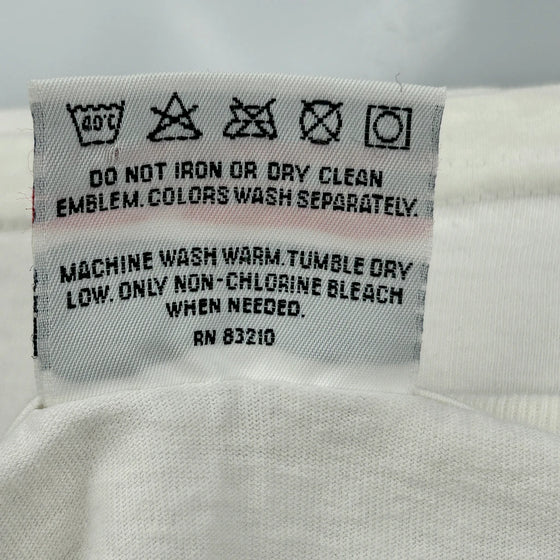 40°C
DO NOT IRON OR DRY CLEAN
EMBLEM. COLORS WASH SEPARATELY.
MACHINE WASH WARM. TUMBLE DRY
LOW. ONLY NON-CHLORINE BLEACH
WHEN NEEDED.
RN 83210